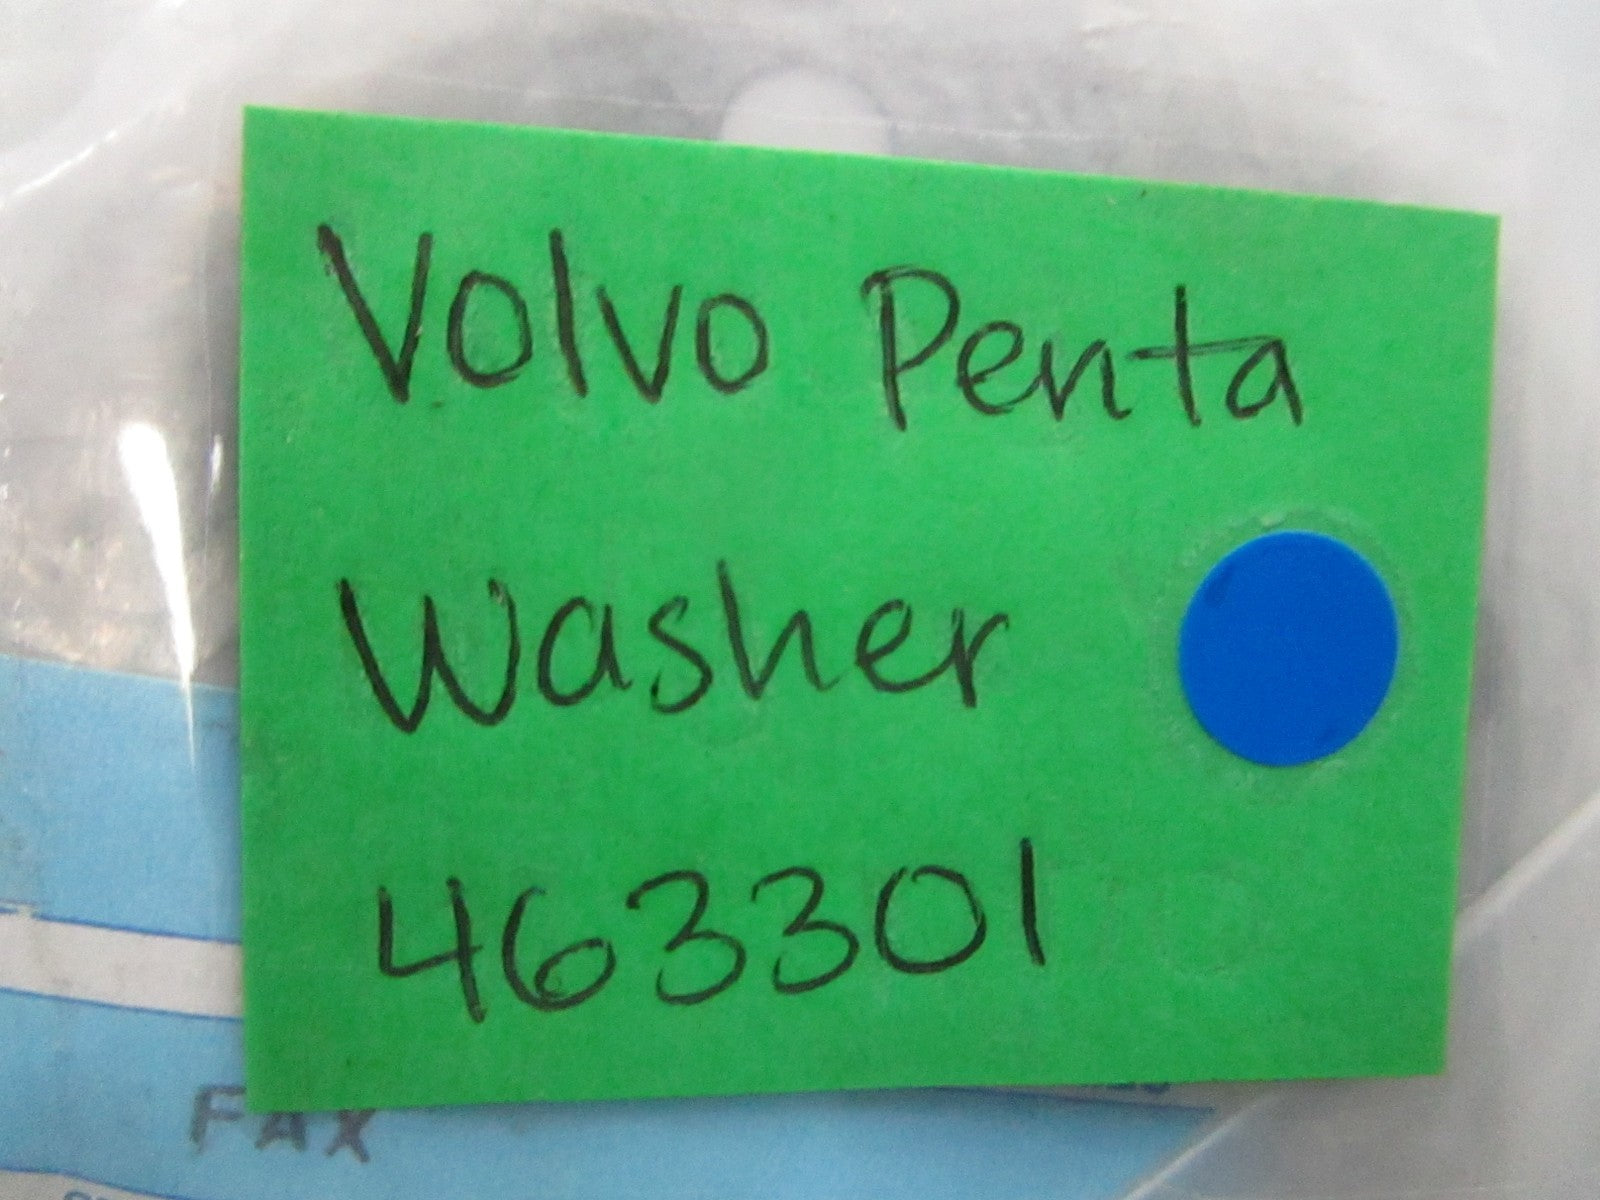 Volvo Penta
Washer
463301
FAX